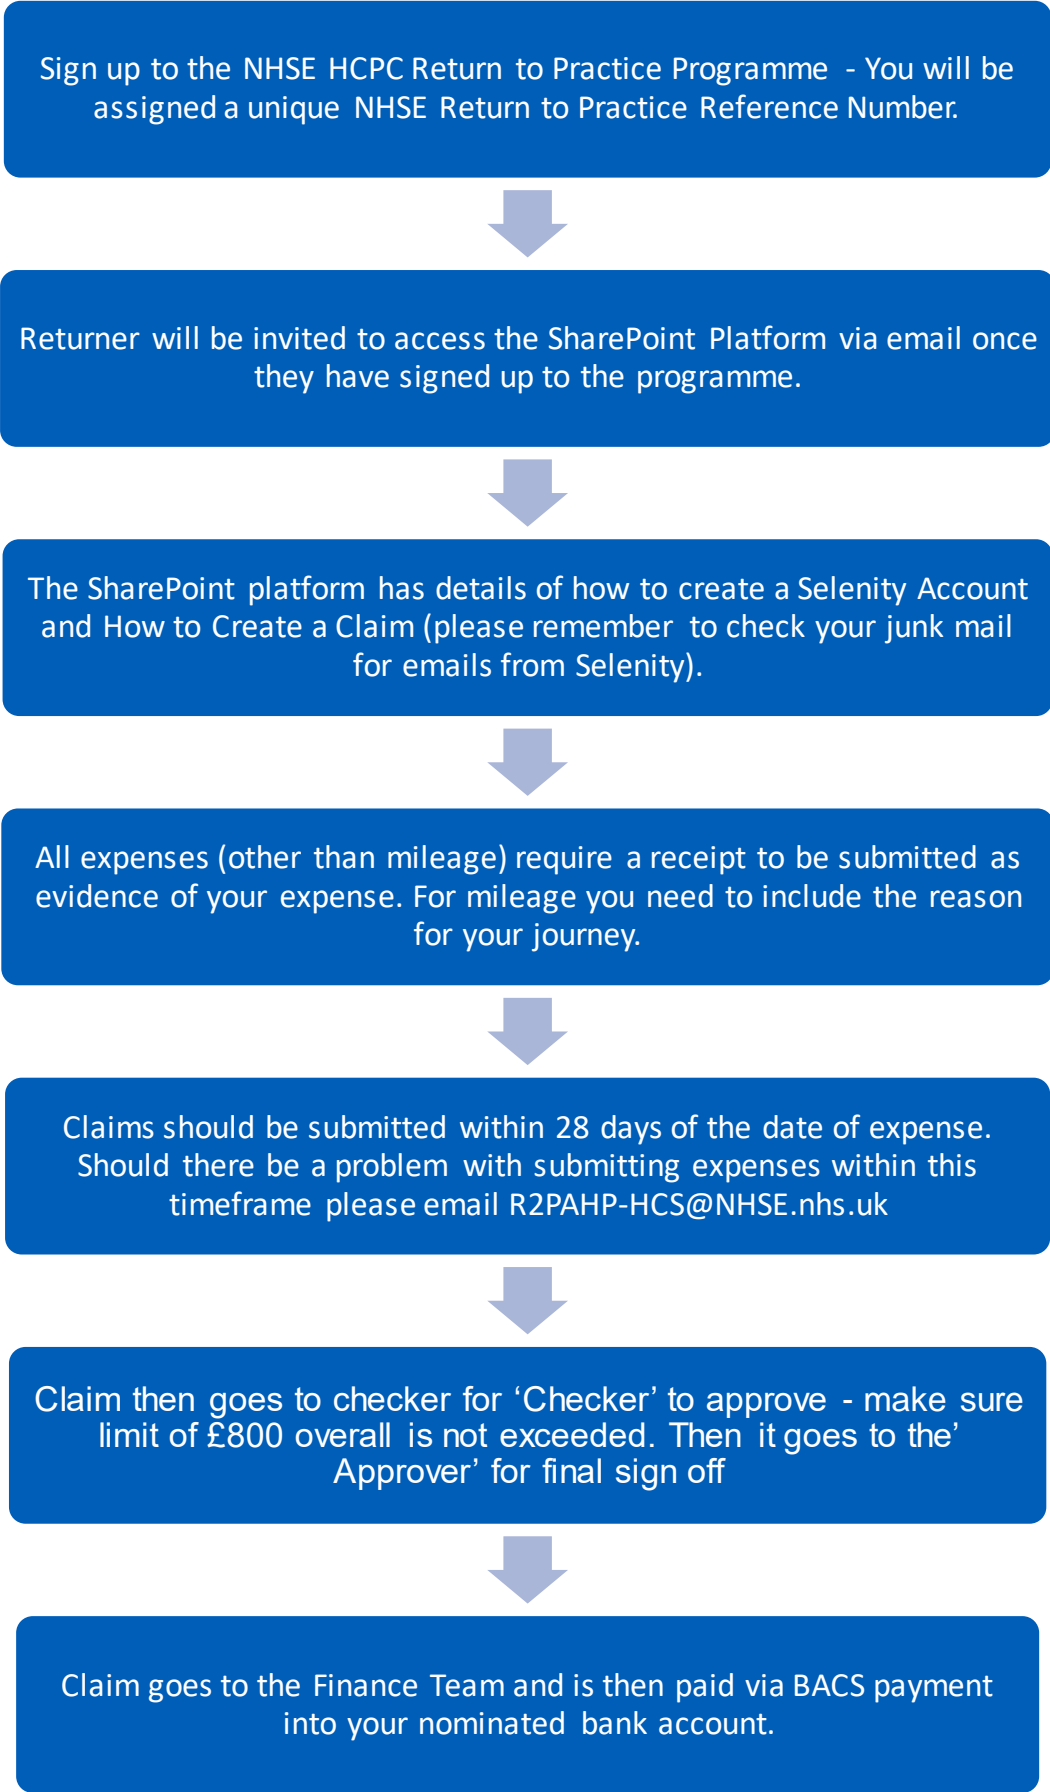 Sign up to the NHSE HCPC Return to Practice Programme - You will be
assigned a unique NHSE Return to Practice Reference Number.
Returner will be invited to access the SharePoint Platform via email once
they have signed up to the programme.
The SharePoint platform has details of how to create a Selenity Account
and How to Create a Claim (please remember to check your junk mail
for emails from Selenity).
All expenses (other than mileage) require a receipt to be submitted as
evidence of your expense. For mileage you need to include the reason
for your journey.
Claims should be submitted within 28 days of the date of expense.
Should there be a problem with submitting expenses within this
timeframe please email R2PAHP-HCS@NHSE.nhs.uk
Claim then goes to checker for ‘Checker’ to approve - make sure
limit of £800 overall is not exceeded. Then it goes to the’
Approver’ for final sign off
Claim goes to the Finance Team and is then paid via BACS payment
into your nominated bank account.